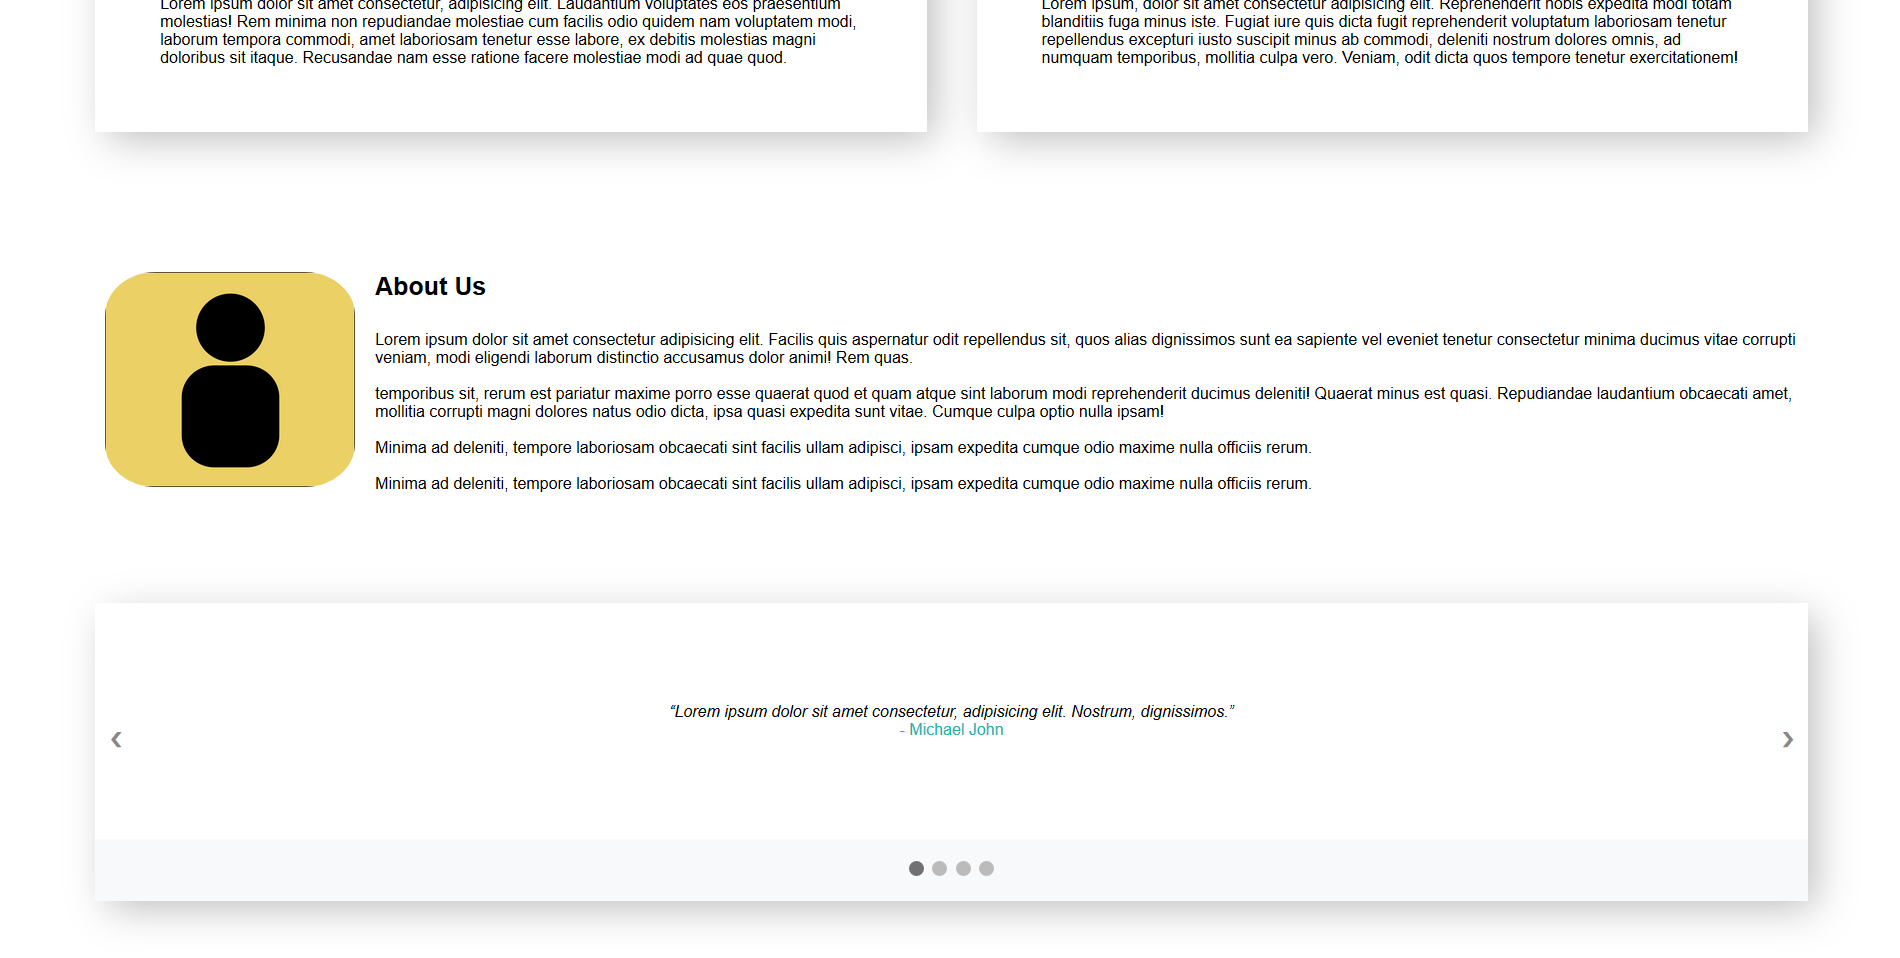 Lorem ipsum dolor sit amet consectetur, adipisicing elit. Laudantium voluptates eos praesentium
molestias! Rem minima non repudiandae molestiae cum facilis odio quidem nam voluptatem modi,
laborum tempora commodi, amet laboriosam tenetur esse labore, ex debitis molestias magni
doloribus sit itaque. Recusandae nam esse ratione facere molestiae modi ad quae quod.
Lorem ipsum, dolor sit amet consectetur adipisicing elit. Reprehenderit nobis expedita modi totam
blanditiis fuga minus iste. Fugiat iure quis dicta fugit reprehenderit voluptatum laboriosam tenetur
repellendus excepturi iusto suscipit minus ab commodi, deleniti nostrum dolores omnis, ad
numquam temporibus, mollitia culpa vero. Veniam, odit dicta quos tempore tenetur exercitationem!
About Us
Lorem ipsum dolor sit amet consectetur adipisicing elit. Facilis quis aspernatur odit repellendus sit, quos alias dignissimos sunt ea sapiente vel eveniet tenetur consectetur minima ducimus vitae corrupti
veniam, modi eligendi laborum distinctio accusamus dolor animi! Rem quas.
temporibus sit, rerum est pariatur maxime porro esse quaerat quod et quam atque sint laborum modi reprehenderit ducimus deleniti! Quaerat minus est quasi. Repudiandae laudantium obcaecati amet,
mollitia corrupti magni dolores natus odio dicta, ipsa quasi expedita sunt vitae. Cumque culpa optio nulla ipsam!
Minima ad deleniti, tempore laboriosam obcaecati sint facilis ullam adipisci, ipsam expedita cumque odio maxime nulla officiis rerum.
Minima ad deleniti, tempore laboriosam obcaecati sint facilis ullam adipisci, ipsam expedita cumque odio maxime nulla officiis rerum.
“Lorem ipsum dolor sit amet consectetur, adipisicing elit. Nostrum, dignissimos.”
- Michael John